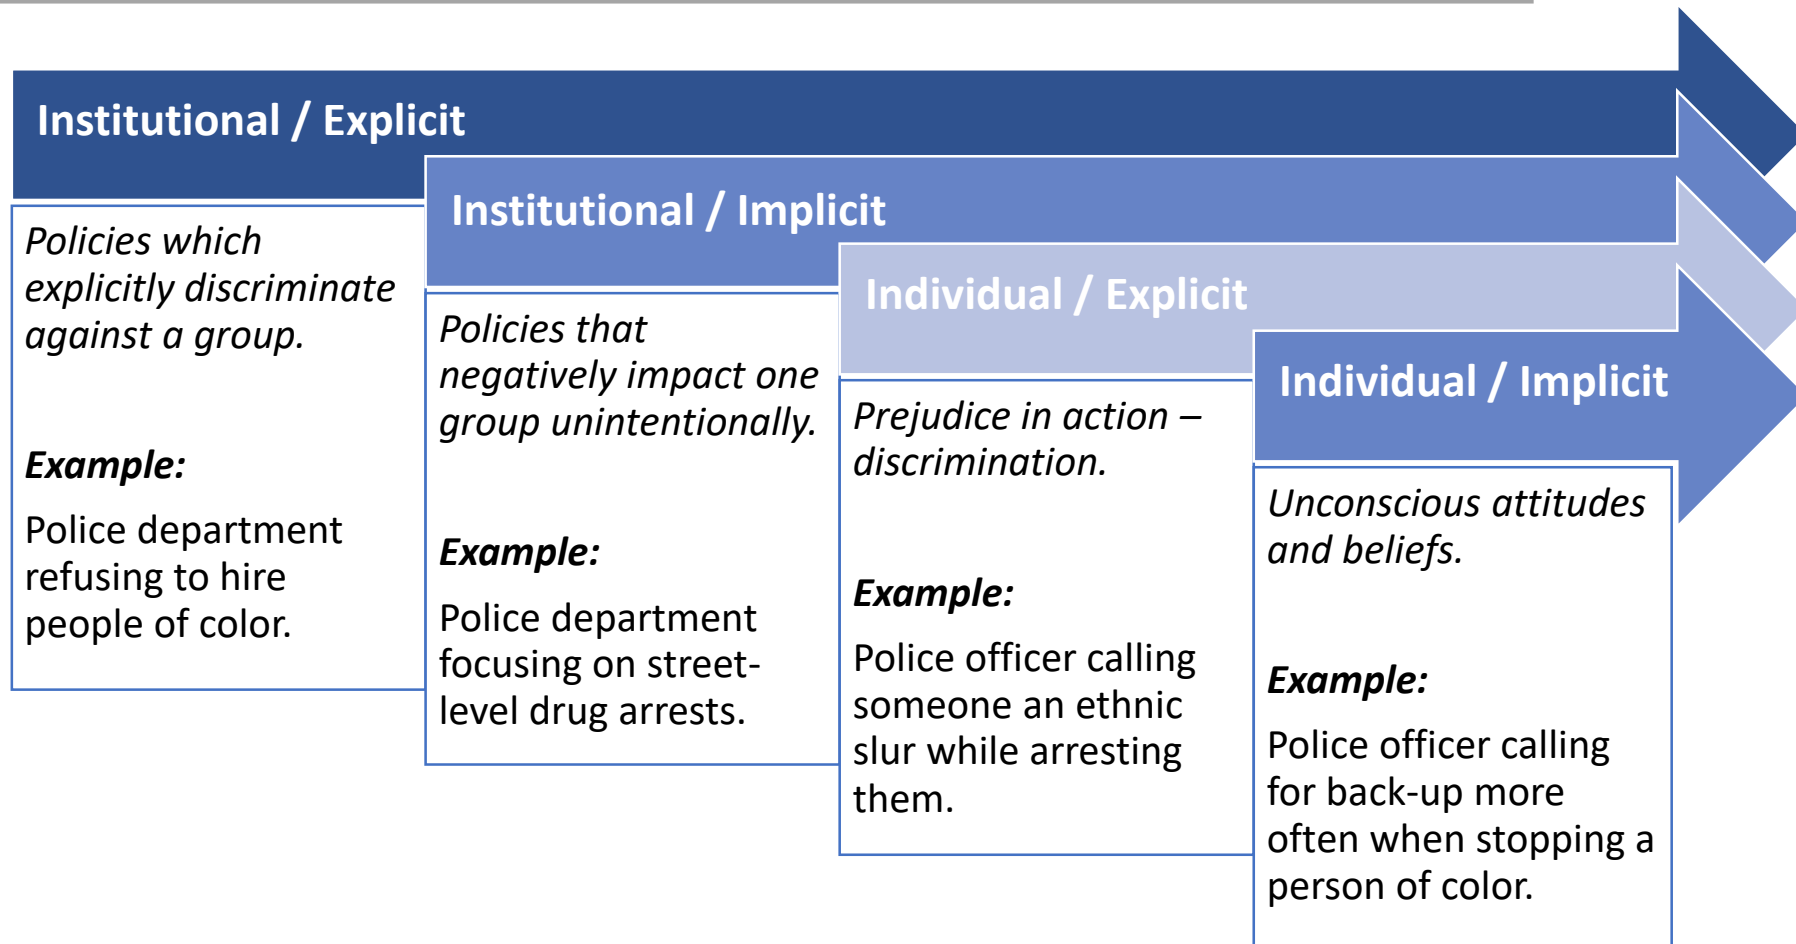 Institutional / Explicit
Policies which
explicitly discriminate
against a group.
Example:
Police department
refusing to hire
people of color.
Institutional / Implicit
Policies that
negatively impact one
group unintentionally.
Example:
Police department
focusing on street-
level drug arrests.
Individual / Explicit
Prejudice in action –
discrimination.
Example:
Police officer calling
someone an ethnic
slur while arresting
them.
Individual / Implicit
Unconscious attitudes
and beliefs.
Example:
Police officer calling
for back-up more
often when stopping a
person of color.